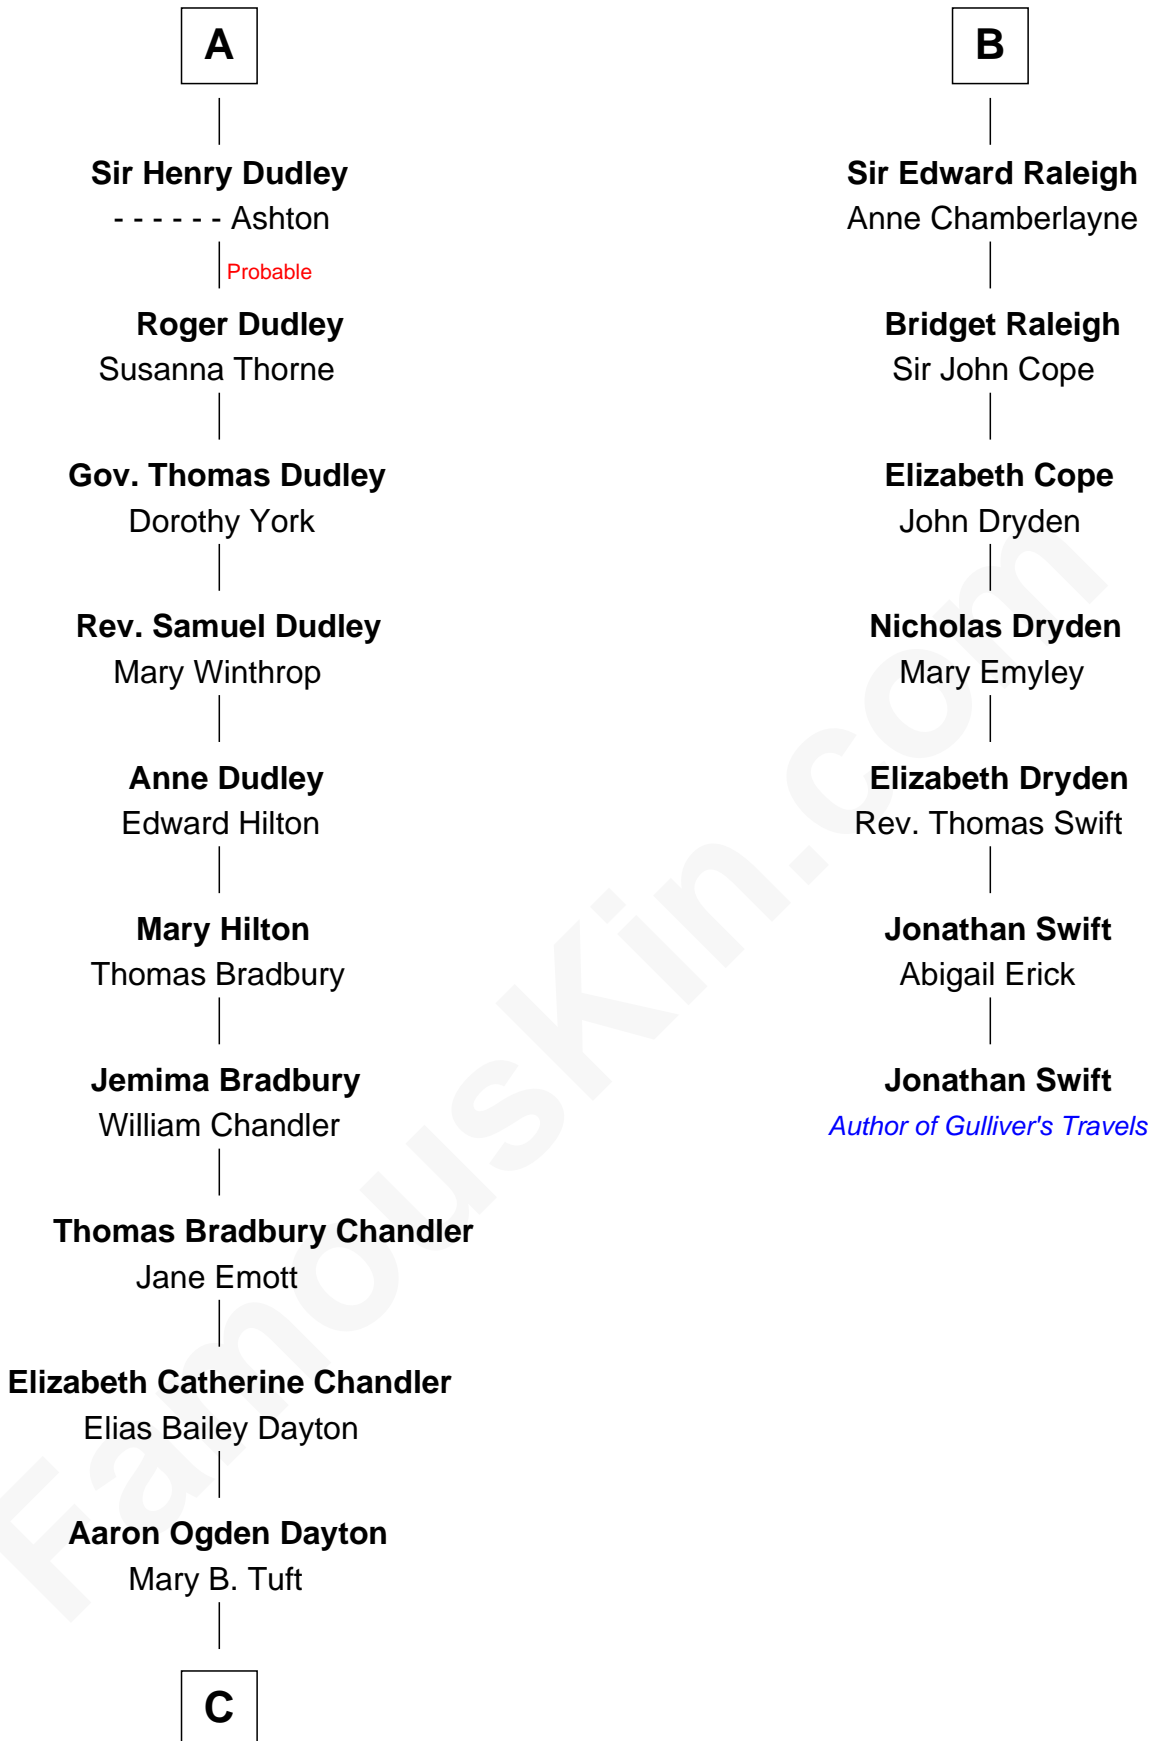 A
Sir Henry Dudley
- - - - - - Ashton
Probable
Roger Dudley
Susanna Thorne
Gov. Thomas Dudley
Dorothy York
Rev. Samuel Dudley
Mary Winthrop
Anne Dudley
Edward Hilton
Mary Hilton
Thomas Bradbury
Jemima Bradbury
William Chandler
Thomas Bradbury Chandler
Jane Emott
Elizabeth Catherine Chandler
Elias Bailey Dayton
Aaron Ogden Dayton
Mary B. Tuft
C
B
Sir Edward Raleigh
Anne Chamberlayne
Bridget Raleigh
Sir John Cope
Elizabeth Cope
John Dryden
Nicholas Dryden
Mary Emyley
Elizabeth Dryden
Rev. Thomas Swift
Jonathan Swift
Abigail Erick
Jonathan Swift
Author of Gulliver's Travels
FamousKin.com